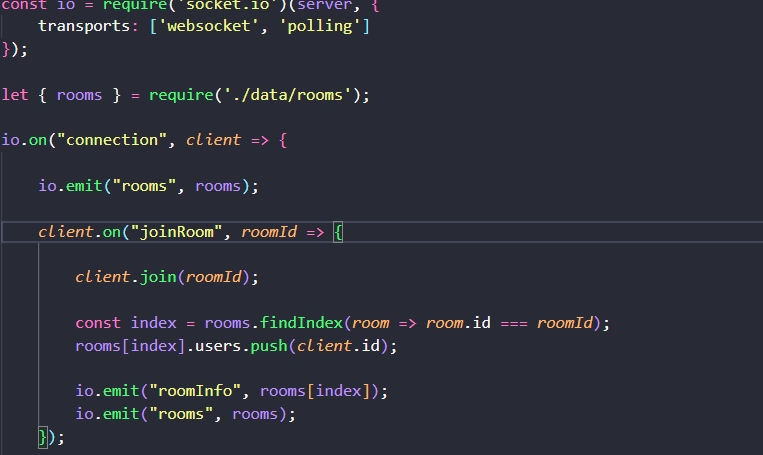 const io = require('socket.io')(server, {
    transports: ['websocket', 'polling']
});
let { rooms } = require('./data/rooms');
io.on("connection", client => {
    io.emit("rooms", rooms);
    client.on("joinRoom", roomId => {
        client.join(roomId);
        const index = rooms.findIndex(room => room.id === roomId);
        rooms[index].users.push(client.id);
        io.emit("roomInfo", rooms[index]);
        io.emit("rooms", rooms);
    });